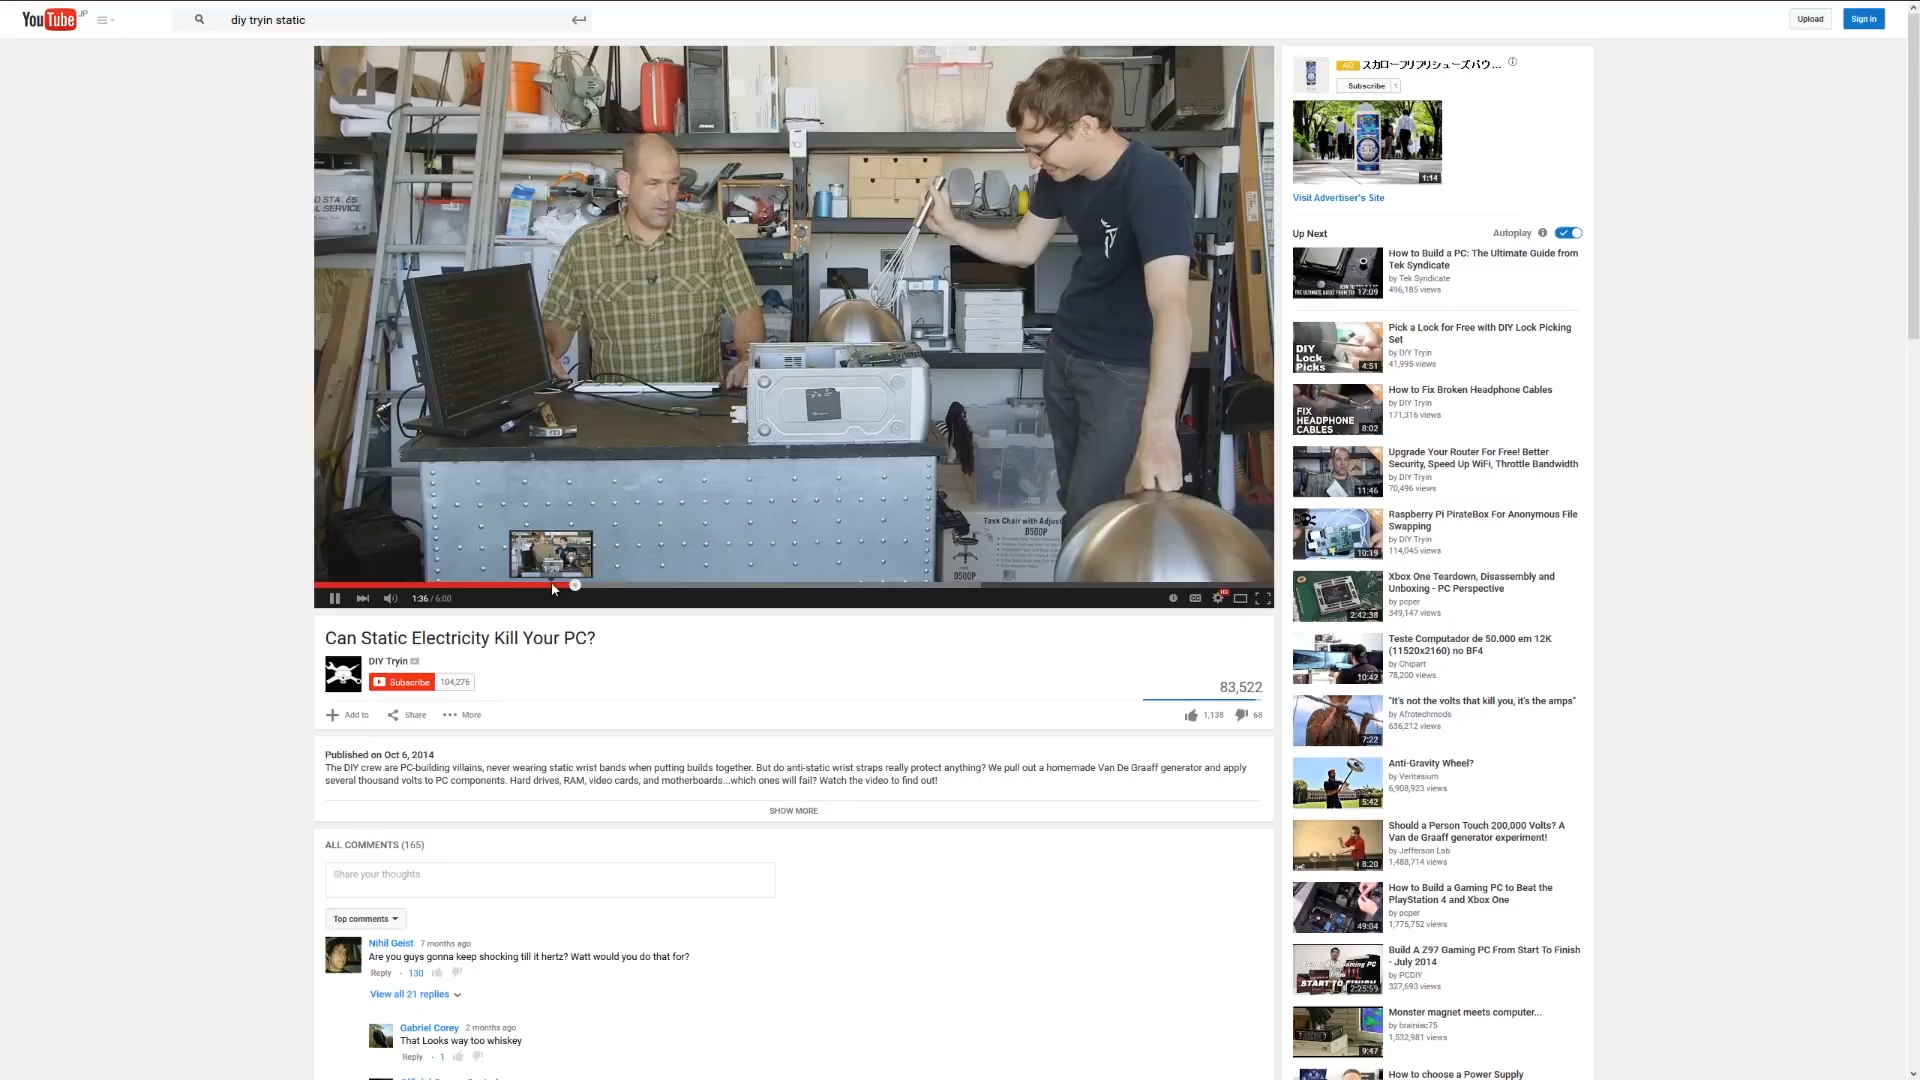 YouTube JP
diy tryin static
Upload
Sign in
1:29
1:36 / 6:00
CC
HD
Task Chair with Adjust
D500P
D500P
D500P
Can Static Electricity Kill Your PC?
DIY Tryin
Subscribe 104,276
83,522
Add to Share More
1,138 68
Published on Oct 6, 2014
The DIY crew are PC-building villains, never wearing static wrist bands when putting builds together. But do anti-static wrist straps really protect anything? We pull out a homemade Van De Graaff generator and apply
several thousand volts to PC components. Hard drives, RAM, video cards, and motherboards...which ones will fail? Watch the video to find out!
SHOW MORE
ALL COMMENTS (165)
Share your thoughts
Top comments
Nihil Geist 7 months ago
Are you guys gonna keep shocking till it hertz? Watt would you do that for?
Reply · 130
View all 21 replies
Gabriel Corey 2 months ago
That Looks way too whiskey
Reply · 1
AD スカローフリフリシューズパウ...
Subscribe 1
1:14
Visit Advertiser's Site
Up Next
Autoplay
17:09
How to Build a PC: The Ultimate Guide from
Tek Syndicate
by Tek Syndicate
496,185 views
DIY
Lock
Picks
4:51
Pick a Lock for Free with DIY Lock Picking
Set
by DIY Tryin
41,995 views
FIX
HEADPHONE
CABLES
8:02
How to Fix Broken Headphone Cables
by DIY Tryin
171,316 views
11:46
Upgrade Your Router For Free! Better
Security, Speed Up WiFi, Throttle Bandwidth
by DIY Tryin
70,496 views
10:19
Raspberry Pi PirateBox For Anonymous File
Swapping
by DIY Tryin
114,045 views
2:42:38
Xbox One Teardown, Disassembly and
Unboxing - PC Perspective
by pcper
349,147 views
10:42
Teste Computador de 50.000 em 12K
(11520x2160) no BF4
by Chipart
78,200 views
7:22
"It's not the volts that kill you, it's the amps"
by Afrotechmods
636,212 views
5:42
Anti-Gravity Wheel?
by Veritasium
6,908,923 views
8:20
Should a Person Touch 200,000 Volts? A
Van de Graaff generator experiment!
by Jefferson Lab
1,488,714 views
49:04
How to Build a Gaming PC to Beat the
PlayStation 4 and Xbox One
by pcper
1,775,752 views
START TO FINISH
2:25:59
Build A Z97 Gaming PC From Start To Finish
- July 2014
by PCDIY
327,693 views
9:47
Monster magnet meets computer...
by brainiac75
1,532,981 views
How to choose a Power Supply